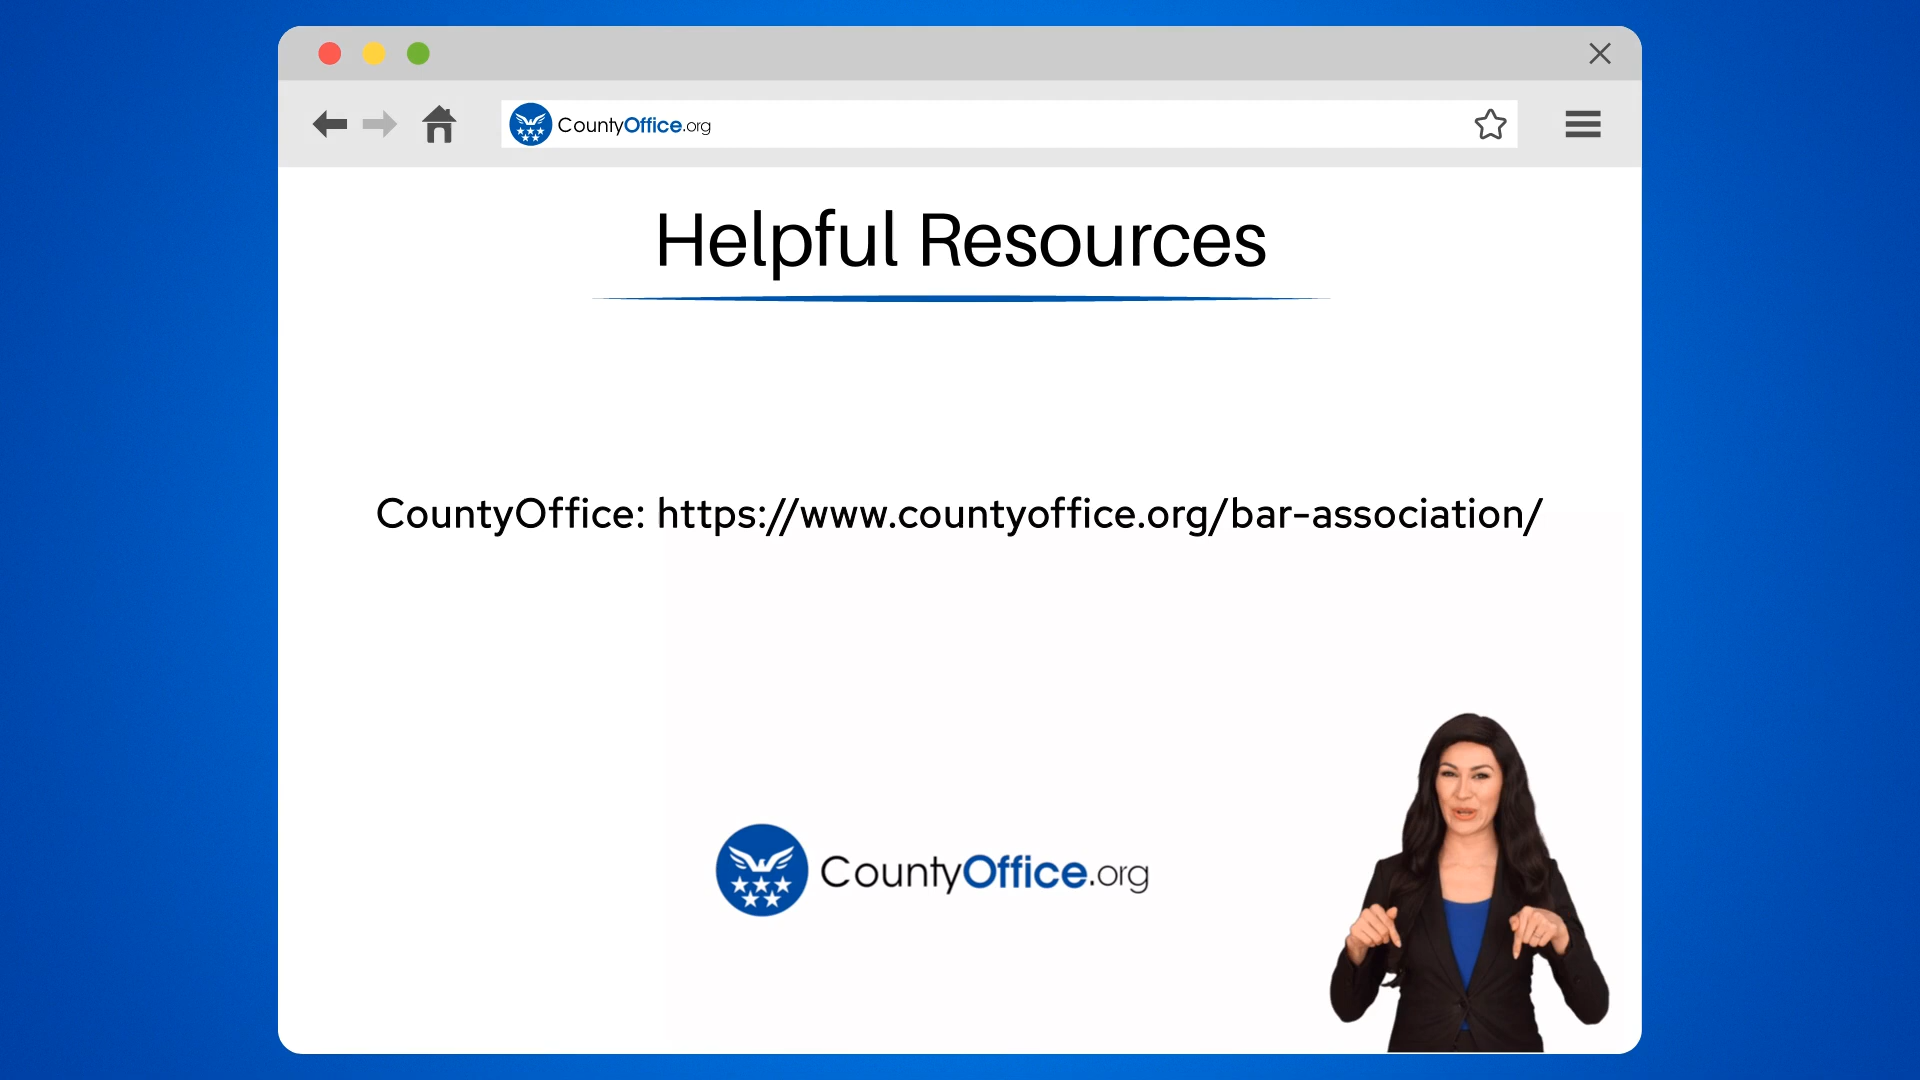 CountyOffice.org
Helpful Resources
CountyOffice: https://www.countyoffice.org/bar-association/
CountyOffice.org